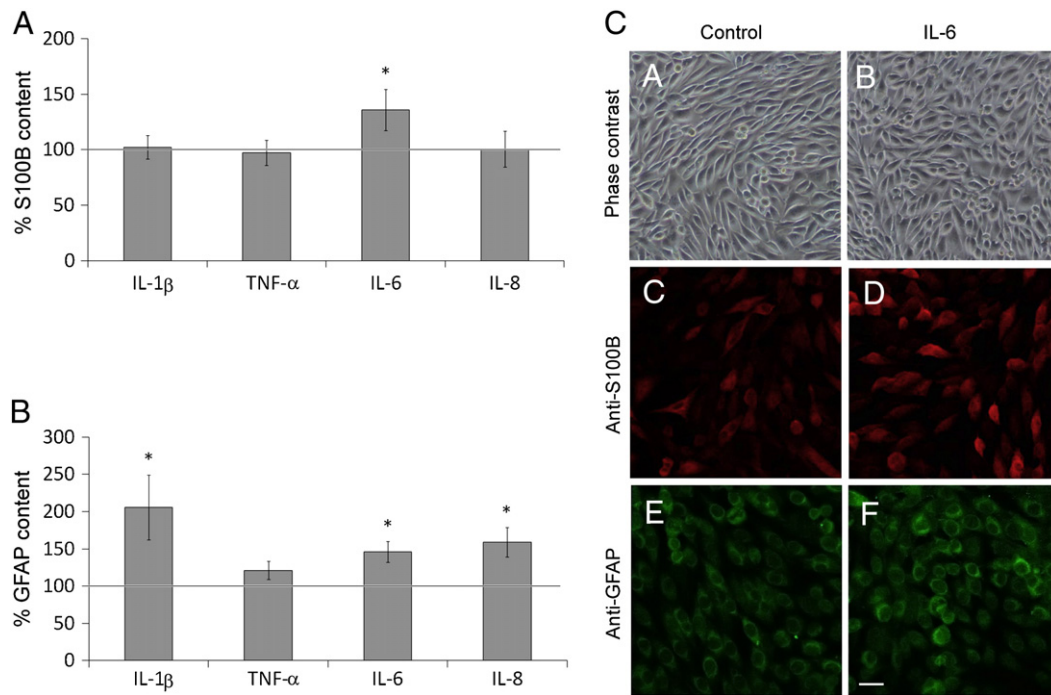 A
% S100B content
200
150
100
50
0
*
IL-1β
TNF-α
IL-6
IL-8
B
% GFAP content
300
250
200
150
100
50
0
*
*
*
IL-1β
TNF-α
IL-6
IL-8
C
Control
IL-6
Phase contrast
A
B
Anti-S100B
C
D
Anti-GFAP
E
F